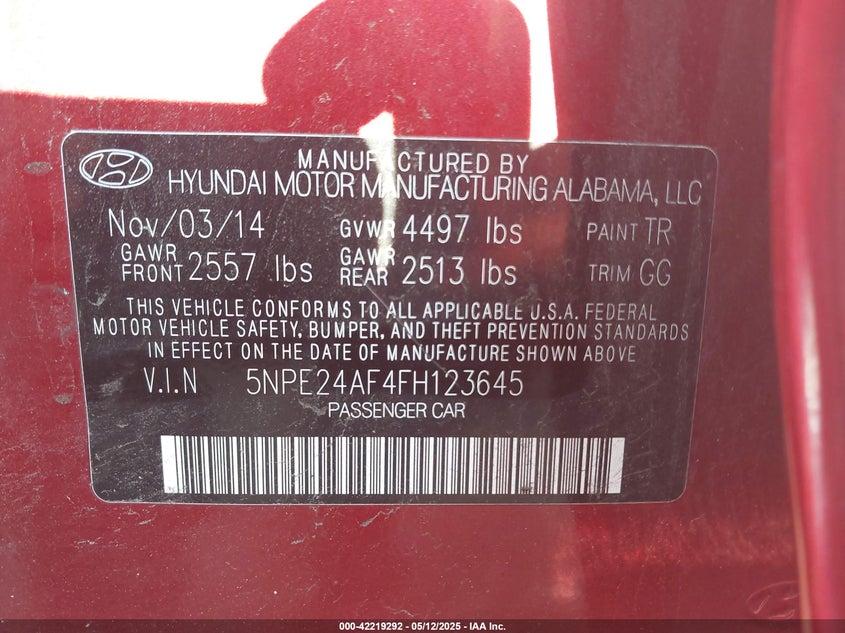 MANUFACTURED BY
HYUNDAI MOTOR MANUFACTURING ALABAMA, LLC
Nov/03/14 GVWR 4497 lbs PAINT TR
GAWR FRONT 2557 lbs GAWR REAR 2513 lbs TRIM GG
THIS VEHICLE CONFORMS TO ALL APPLICABLE U.S.A. FEDERAL
MOTOR VEHICLE SAFETY, BUMPER, AND THEFT PREVENTION STANDARDS
IN EFFECT ON THE DATE OF MANUFACTURE SHOWN ABOVE
V.I.N 5NPE24AF4FH123645
PASSENGER CAR
000-42219292 - 05/12/2025 - IAA Inc.